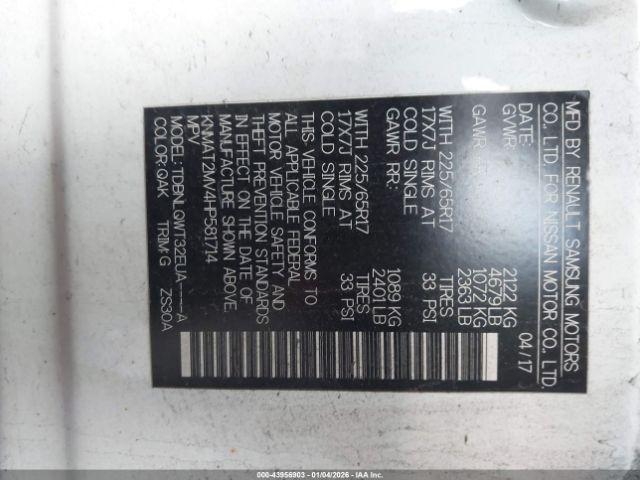 MFD BY RENAULT SAMSUNG MOTORS
CO., LTD. FOR NISSAN MOTOR CO., LTD.
DATE: 04/17
GVWR: 2122 KG
4679LB
GAWR 1072 KG
2363 LB
WITH 225/65R17 TIRES
17X7J RIMS AT 33 PSI
COLD SINGLE
GAWR RR: 1089 KG
2401LB
WITH 225/65R17 TIRES
17X7J RIMS AT 33 PSI
COLD SINGLE
THIS VEHICLE CONFORMS TO
ALL APPLICABLE FEDERAL
MOTOR VEHICLE SAFETY AND
THEFT PREVENTION STANDARDS
IN EFFECT ON THE DATE OF
MANUFACTURE SHOWN ABOVE.
KNMAT2MV4HP581714
MPV
MODEL: TDBNLQWT32EUA----A
COLOR: QAK TRIM:G ZS30A
000-43956903 - 01/04/2026 - IAAHC.CA